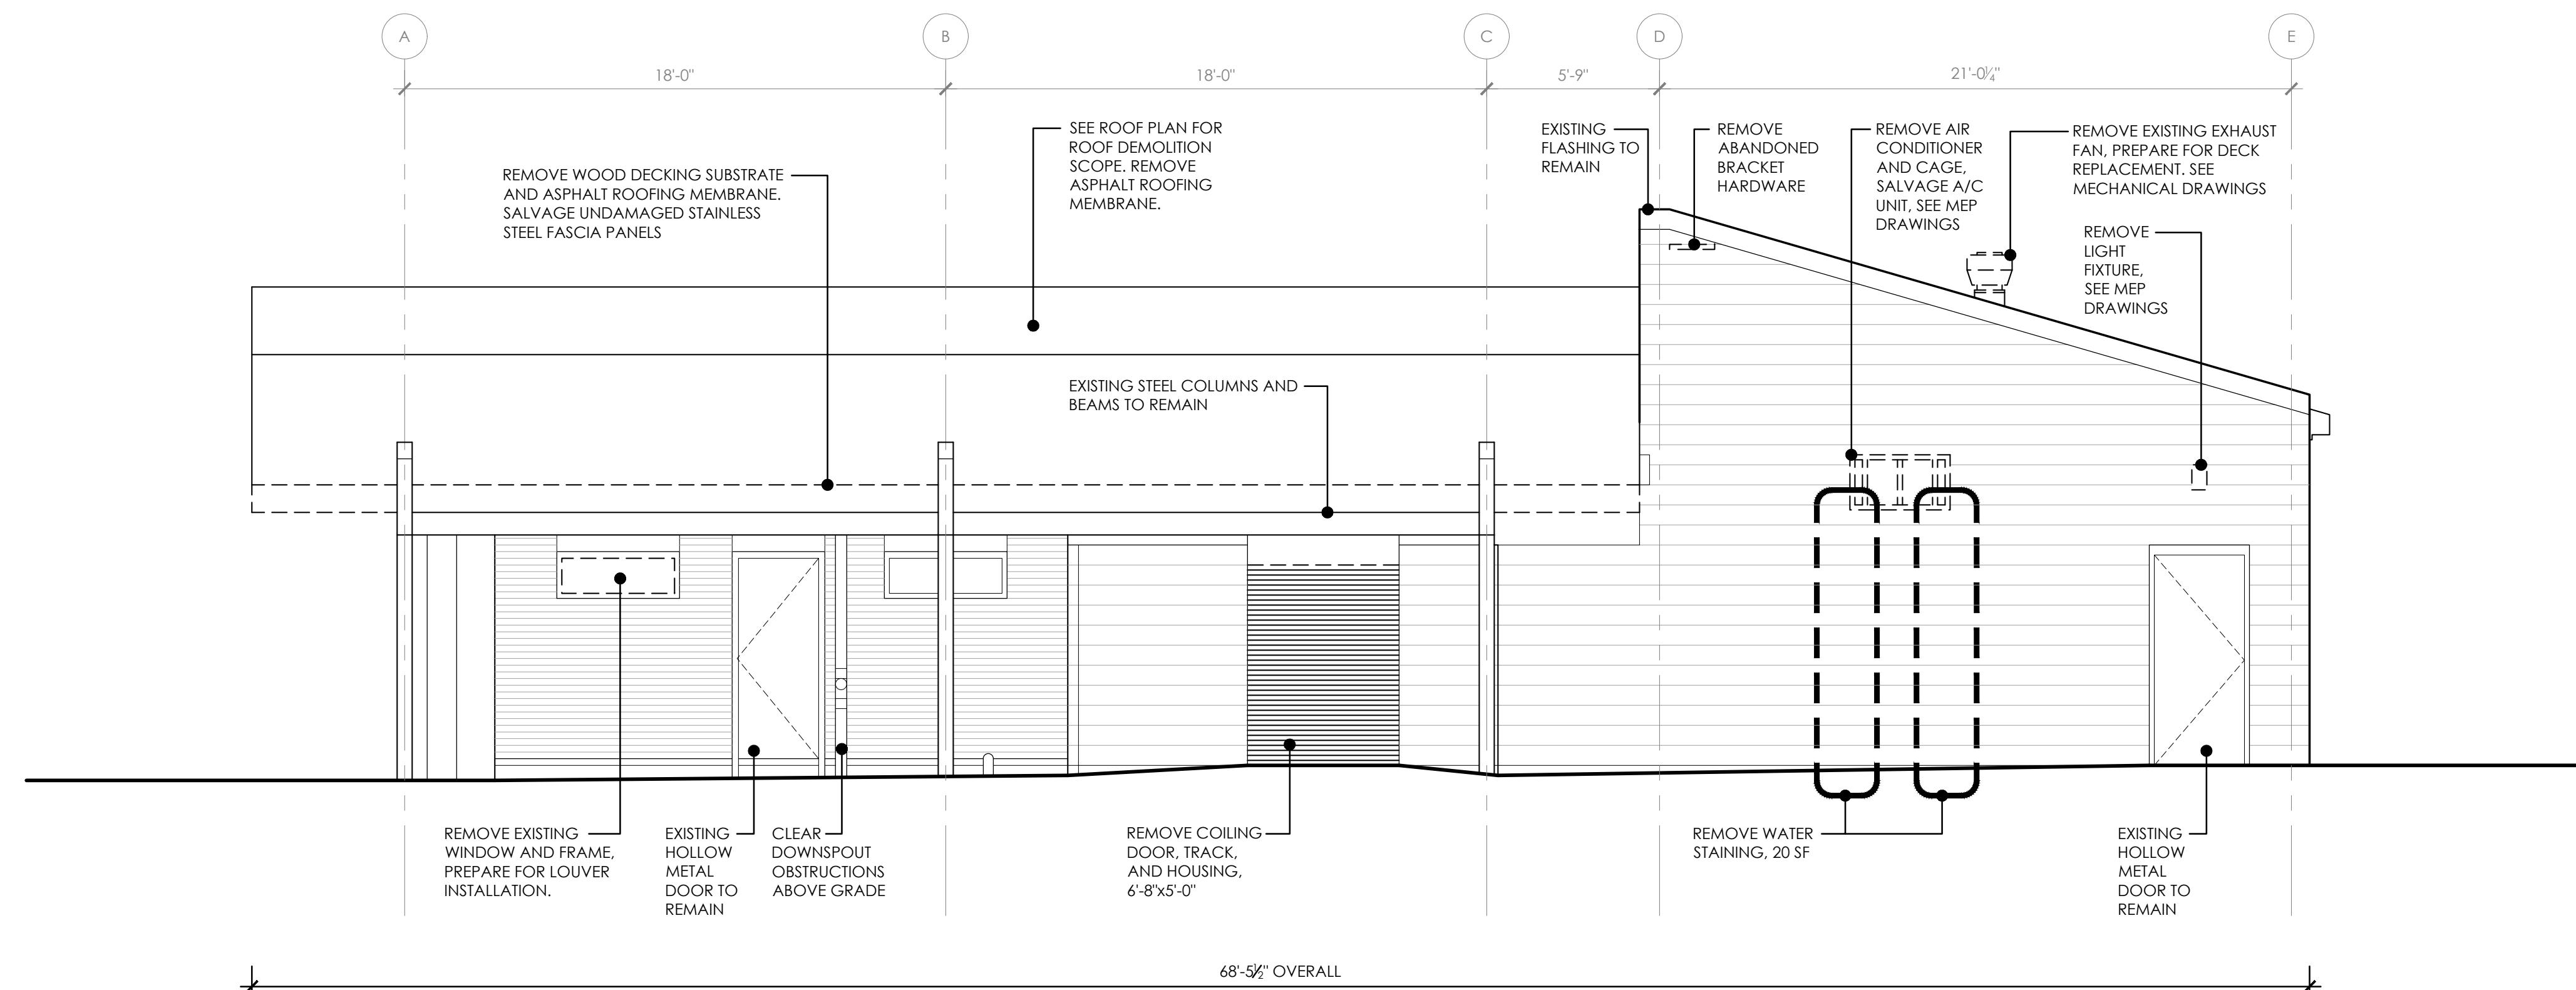 A
B
C
D
E
18'-0"
18'-0"
5'-9"
21'-0¼"
REMOVE WOOD DECKING SUBSTRATE
AND ASPHALT ROOFING MEMBRANE.
SALVAGE UNDAMAGED STAINLESS
STEEL FASCIA PANELS
SEE ROOF PLAN FOR
ROOF DEMOLITION
SCOPE. REMOVE
ASPHALT ROOFING
MEMBRANE.
EXISTING
FLASHING TO
REMAIN
REMOVE
ABANDONED
BRACKET
HARDWARE
REMOVE AIR
CONDITIONER
AND CAGE,
SALVAGE A/C
UNIT, SEE MEP
DRAWINGS
REMOVE EXISTING EXHAUST
FAN, PREPARE FOR DECK
REPLACEMENT. SEE
MECHANICAL DRAWINGS
REMOVE
LIGHT
FIXTURE,
SEE MEP
DRAWINGS
EXISTING STEEL COLUMNS AND
BEAMS TO REMAIN
REMOVE EXISTING
WINDOW AND FRAME,
PREPARE FOR LOUVER
INSTALLATION.
EXISTING
HOLLOW
METAL
DOOR TO
REMAIN
CLEAR
DOWNSPOUT
OBSTRUCTIONS
ABOVE GRADE
REMOVE COILING
DOOR, TRACK,
AND HOUSING,
6'-8"x5'-0"
REMOVE WATER
STAINING, 20 SF
EXISTING
HOLLOW
METAL
DOOR TO
REMAIN
68'-5½" OVERALL